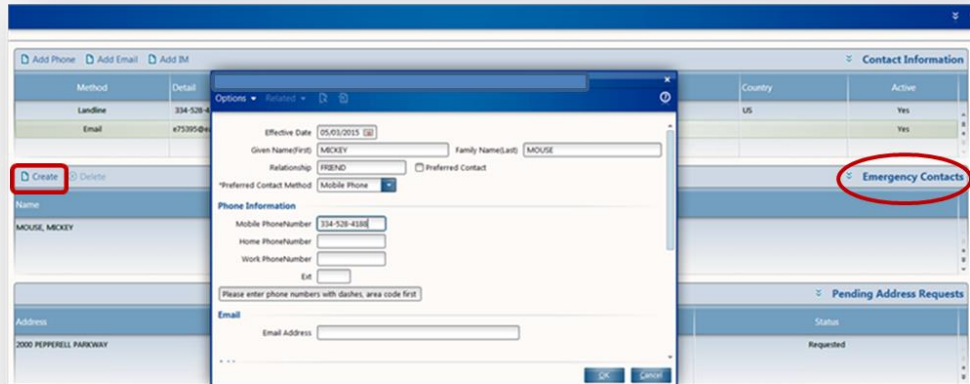 Add Phone Add Email Add IM Contact Information
Method Detail Country Active
Landline 334-528-4 US Yes
Email Yes
Options Related
Effective Date 05/03/2015
Given Name(First) MICKEY Family Name(Last) MOUSE
Relationship FRIEND Preferred Contact
*Preferred Contact Method Mobile Phone
Phone Information
Mobile PhoneNumber 334-528-4188
Home PhoneNumber
Work PhoneNumber
Ext
Please enter phone numbers with dashes, area code first
Email
Email Address
OK Cancel
Create Delete Emergency Contacts
Name
MOUSE, MICKEY
Pending Address Requests
Address Status
2000 PEPPERELL PARKWAY Requested